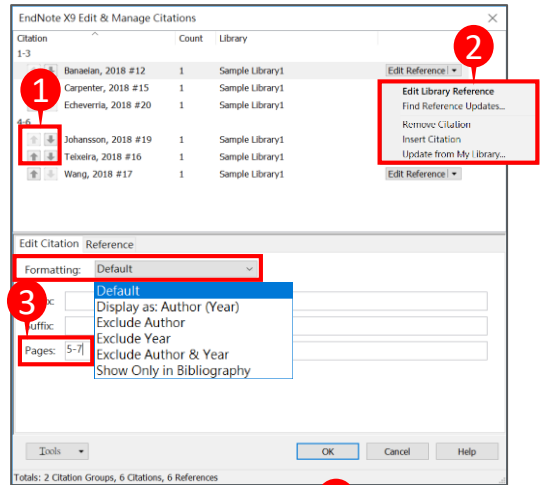 EndNote X9 Edit & Manage Citations
Citation Count Library
1-3
2
Banaeian, 2018 #12 1 Sample Library1 Edit Reference
1
Carpenter, 2018 #15 1 Sample Library1 Edit Library Reference
Echeverria, 2018 #20 1 Sample Library1 Find Reference Updates...
4-6
Remove Citation
Johansson, 2018 #19 1 Sample Library1 Insert Citation
Teixeira, 2018 #16 1 Sample Library1 Update from My Library...
Wang, 2018 #17 1 Sample Library1 Edit Reference
Edit Citation Reference
Formatting: Default
Default
3
Display as: Author (Year)
Exclude Author
Exclude Year
Pages: 5-7
Exclude Author & Year
Show Only in Bibliography
Tools OK Cancel Help
Totals: 2 Citation Groups, 6 Citations, 6 References